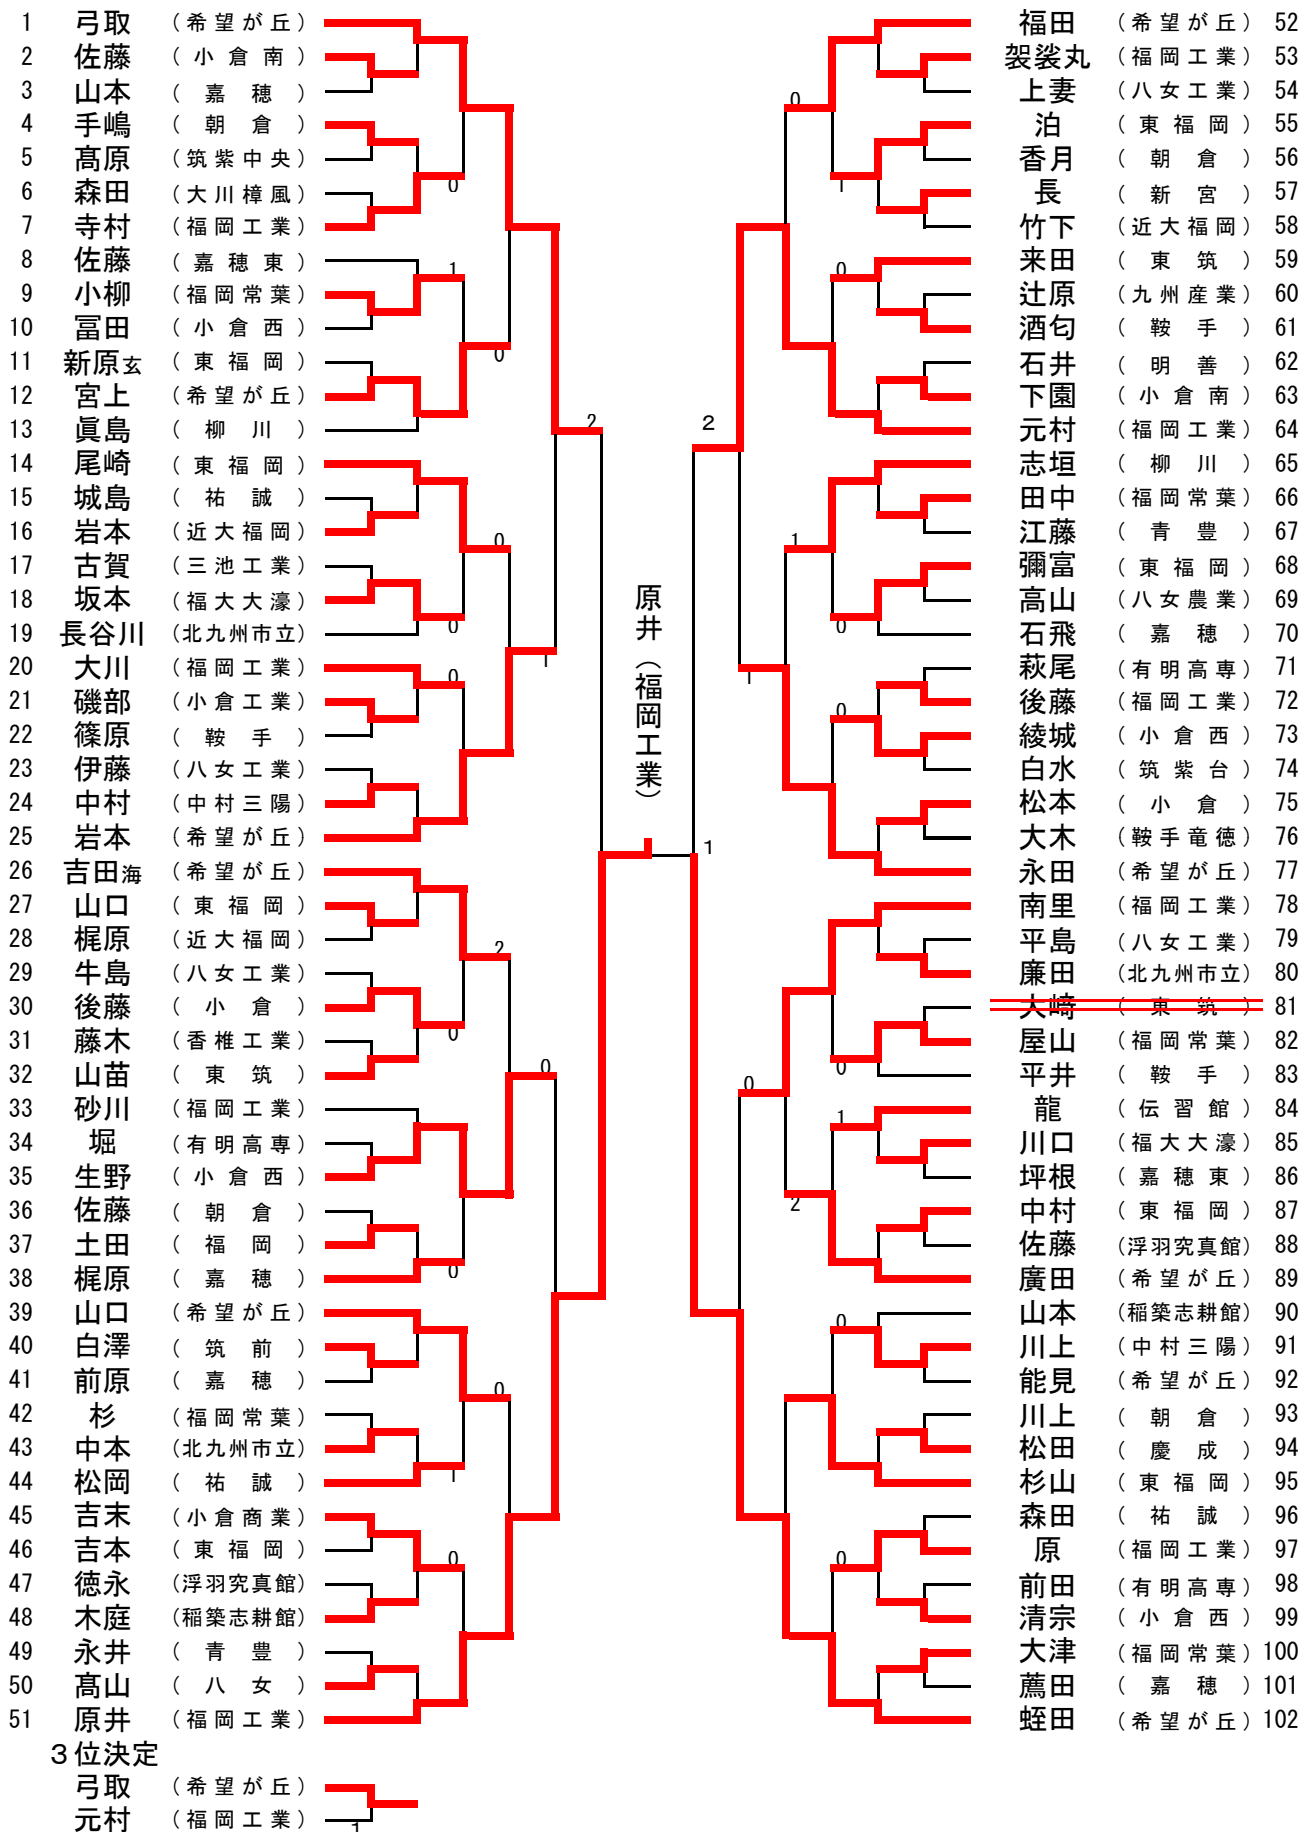 1 弓取 (希望が丘)
2 佐藤 (小倉南)
3 山本 (嘉穂)
4 手嶋 (朝倉)
5 髙原 (筑紫中央)
6 森田 (大川樟風)
7 寺村 (福岡工業)
8 佐藤 (嘉穂東)
9 小柳 (福岡常葉)
10 冨田 (小倉西)
11 新原玄 (東福岡)
12 宮上 (希望が丘)
13 眞島 (柳川)
14 尾崎 (東福岡)
15 城島 (祐誠)
16 岩本 (近大福岡)
17 古賀 (三池工業)
18 坂本 (福大大濠)
19 長谷川 (北九州市立)
20 大川 (福岡工業)
21 磯部 (小倉工業)
22 篠原 (鞍手)
23 伊藤 (八女工業)
24 中村 (中村三陽)
25 岩本 (希望が丘)
26 吉田海 (希望が丘)
27 山口 (東福岡)
28 梶原 (近大福岡)
29 牛島 (八女工業)
30 後藤 (小倉)
31 藤木 (香椎工業)
32 山苗 (東筑)
33 砂川 (福岡工業)
34 堀 (有明高専)
35 生野 (小倉西)
36 佐藤 (朝倉)
37 土田 (福岡)
38 梶原 (嘉穂)
39 山口 (希望が丘)
40 白澤 (筑前)
41 前原 (嘉穂)
42 杉 (福岡常葉)
43 中本 (北九州市立)
44 松岡 (祐誠)
45 吉末 (小倉商業)
46 吉本 (東福岡)
47 徳永 (浮羽究真館)
48 木庭 (稲築志耕館)
49 永井 (青豊)
50 髙山 (八女)
51 原井 (福岡工業)
3位決定
弓取 (希望が丘)
元村 (福岡工業)
1
0
1
0
0
0
0
2
1
2
0
0
0
0
1
0
2
原井(福岡工業)
1
2
0
1
0
1
0
0
1
0
1
2
0
0
0
福田 (希望が丘) 52
袈裟丸 (福岡工業) 53
上妻 (八女工業) 54
泊 (東福岡) 55
香月 (朝倉) 56
長 (新宮) 57
竹下 (近大福岡) 58
来田 (東筑) 59
辻原 (九州産業) 60
酒匂 (鞍手) 61
石井 (明善) 62
下園 (小倉南) 63
元村 (福岡工業) 64
志垣 (柳川) 65
田中 (福岡常葉) 66
江藤 (青豊) 67
彌富 (東福岡) 68
高山 (八女農業) 69
石飛 (嘉穂) 70
萩尾 (有明高専) 71
後藤 (福岡工業) 72
綾城 (小倉西) 73
白水 (筑紫台) 74
松本 (小倉) 75
大木 (鞍手竜徳) 76
永田 (希望が丘) 77
南里 (福岡工業) 78
平島 (八女工業) 79
廉田 (北九州市立) 80
大﨑 (東筑) 81
屋山 (福岡常葉) 82
平井 (鞍手) 83
龍 (伝習館) 84
川口 (福大大濠) 85
坪根 (嘉穂東) 86
中村 (東福岡) 87
佐藤 (浮羽究真館) 88
廣田 (希望が丘) 89
山本 (稲築志耕館) 90
川上 (中村三陽) 91
能見 (希望が丘) 92
川上 (朝倉) 93
松田 (慶成) 94
杉山 (東福岡) 95
森田 (祐誠) 96
原 (福岡工業) 97
前田 (有明高専) 98
清宗 (小倉西) 99
大津 (福岡常葉) 100
薦田 (嘉穂) 101
蛭田 (希望が丘) 102